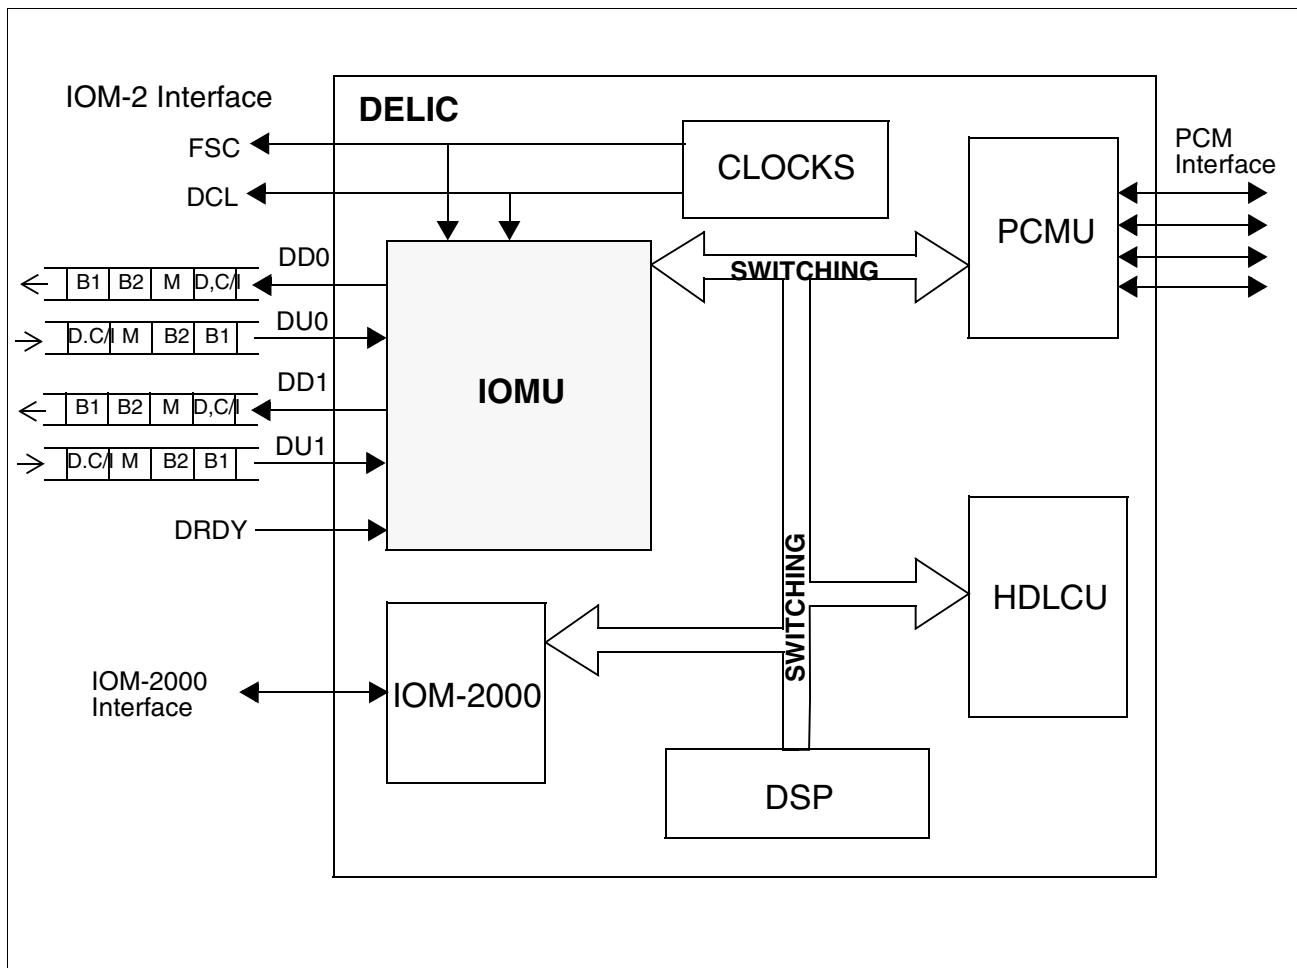 IOM-2 Interface
DELIC
FSC
CLOCKS
PCM
Interface
DCL
PCMU
DD0
SWITCHING
B1 B2 M D,C/I
DU0
D.C/I M B2 B1
DD1
IOMU
B1 B2 M D,C/I
DU1
D.C/I M B2 B1
DRDY
SWITCHING
HDLCU
IOM-2000
Interface
IOM-2000
DSP